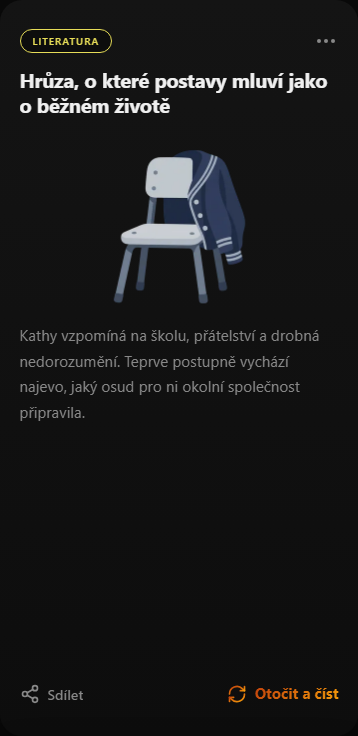 LITERATURA
Hrůza, o které postavy mluví jako
o běžném životě
Kathy vzpomíná na školu, přátelství a drobná
nedorozumění. Teprve postupně vychází
najevo, jaký osud pro ni okolní společnost
připravila.
Sdílet
Otočit a číst